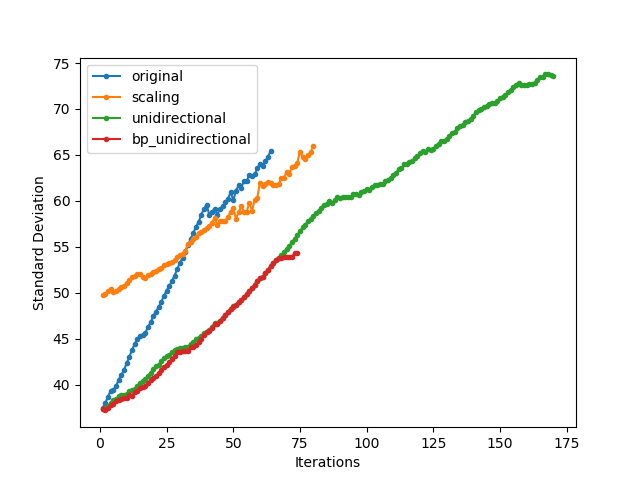 original
scaling
unidirectional
bp_unidirectional
Standard Deviation
75
70
65
60
55
50
45
40
0 25 50 75 100 125 150 175
Iterations